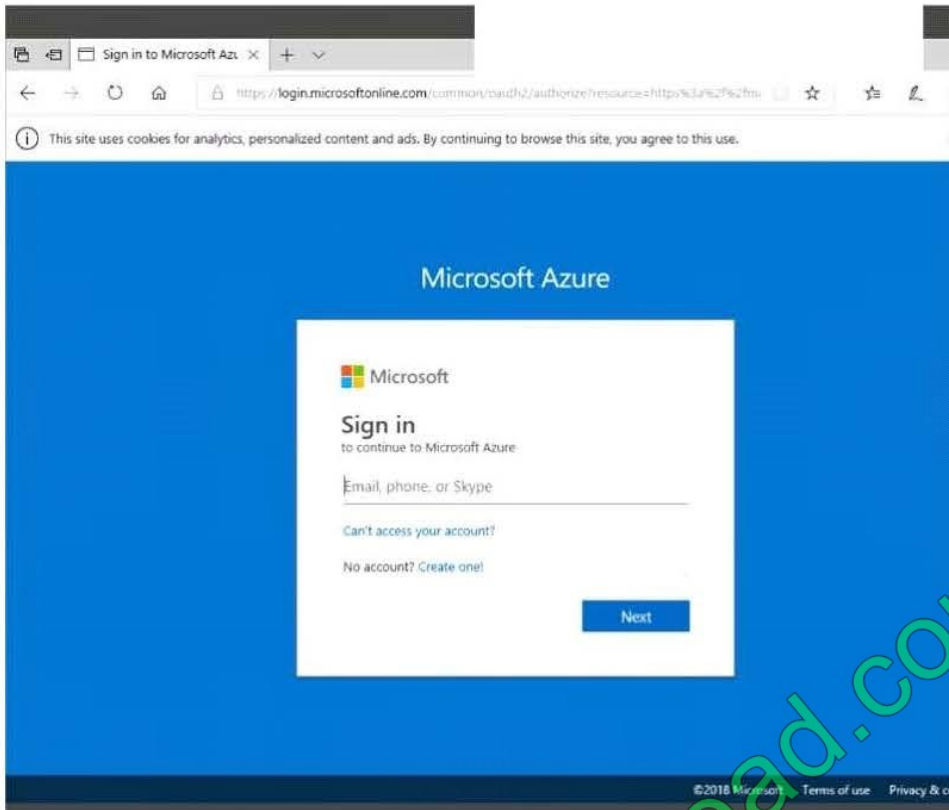 Sign in to Microsoft Azu
https://login.microsoftonline.com/common/oauth2/authorize?resource=https%3a%2f%2fm
This site uses cookies for analytics, personalized content and ads. By continuing to browse this site, you agree to this use.
Microsoft Azure
Microsoft
Sign in
to continue to Microsoft Azure
Email, phone, or Skype
Can't access your account?
No account? Create one!
Next
©2018 Microsoft Terms of use Privacy & c
ad.co